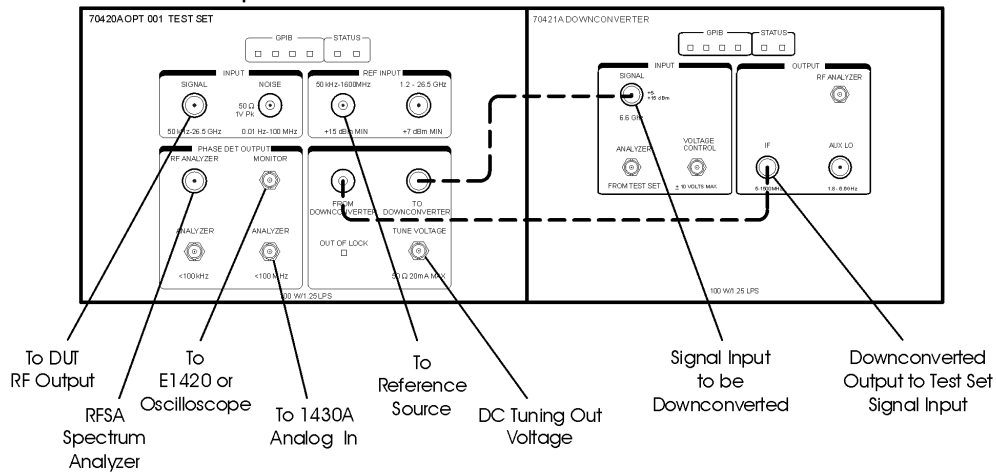 70420A OPT 001 TEST SET
GPIB
STATUS
INPUT
SIGNAL
NOISE
50 Ω
1V Pk
50 kHz-26.5 GHz
0.01 Hz-100 MHz
REF INPUT
50 kHz-1600MHz
1.2 - 26.5 GHz
+15 dBm MIN
+7 dBm MIN
PHASE DET OUTPUT
RF ANALYZER
MONITOR
ANALYZER
ANALYZER
<100 kHz
<100 MHz
FROM
DOWNCONVERTER
TO
DOWNCONVERTER
OUT OF LOCK
TUNE VOLTAGE
50 Ω 20mA MAX
100 W/1.25 LPS
70421A DOWNCONVERTER
GPIB
STATUS
INPUT
SIGNAL
+5-
+15 dBm
6.6 GHz
ANALYZER
VOLTAGE
CONTROL
FROM TEST SET
± 10 VOLTS MAX
OUTPUT
RF ANALYZER
IF
AUX LO
5-1500MHz
1.8 - 6.6GHz
100 W/1.25 LPS
To DUT
RF Output
RFSA
Spectrum
Analyzer
To
E1420 or
Oscilloscope
To 1430A
Analog In
To
Reference
Source
DC Tuning Out
Voltage
Signal Input
to be
Downconverted
Downconverted
Output to Test Set
Signal Input